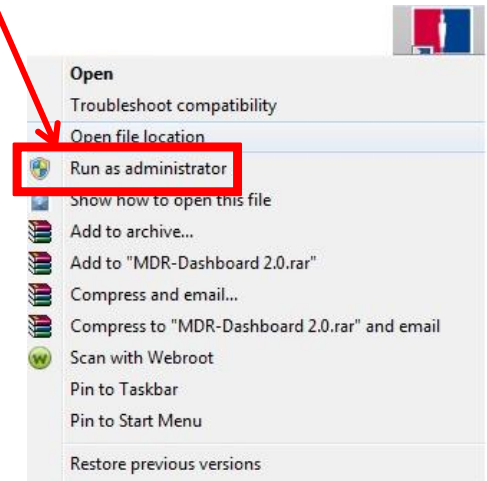 Open
Troubleshoot compatibility
Open file location
Run as administrator
Show how to open this file
Add to archive...
Add to "MDR-Dashboard 2.0.rar"
Compress and email...
Compress to "MDR-Dashboard 2.0.rar" and email
Scan with Webroot
Pin to Taskbar
Pin to Start Menu
Restore previous versions